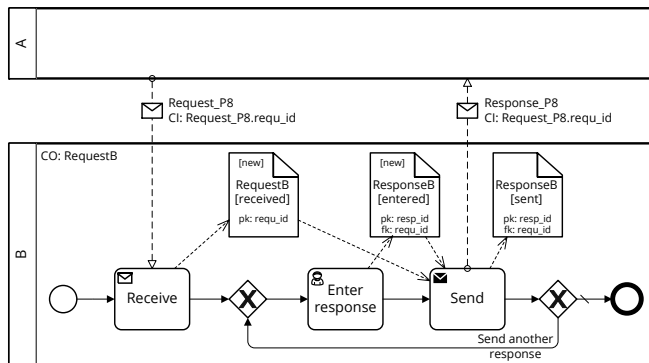 A
Request_P8
CI: Request_P8.requ_id
Response_P8
CI: Request_P8.requ_id
B
CO: RequestB
[new]
RequestB
[received]
pk: requ_id
[new]
ResponseB
[entered]
pk: resp_id
fk: requ_id
ResponseB
[sent]
pk: resp_id
fk: requ_id
Receive
Enter
response
Send
Send another
response